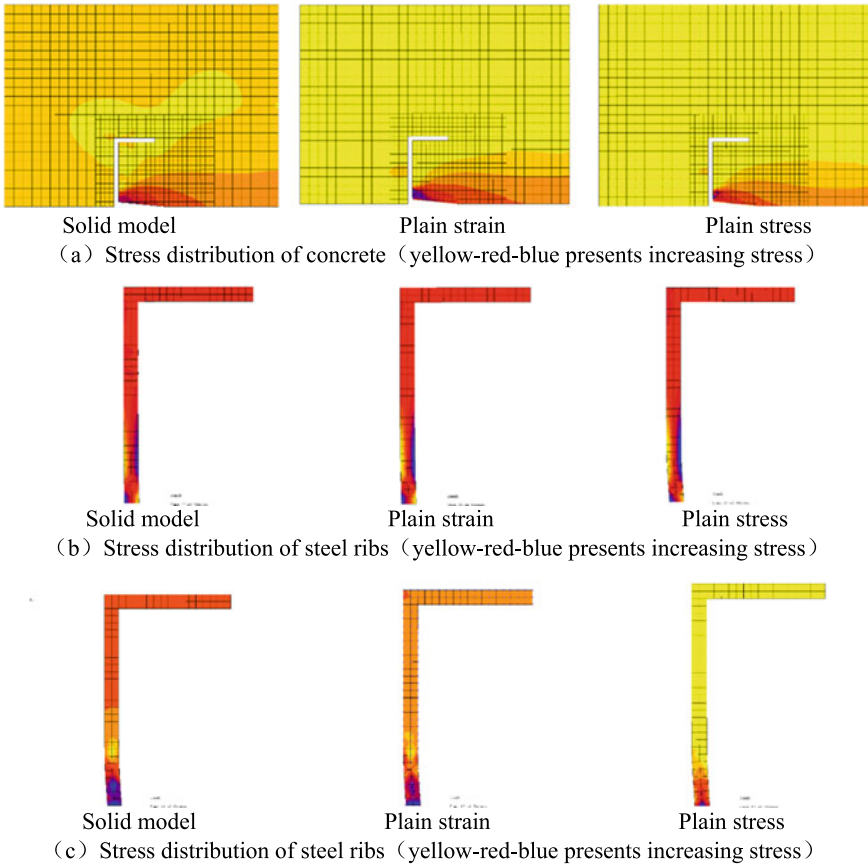 Solid model Plain strain Plain stress
（a）Stress distribution of concrete（yellow-red-blue presents increasing stress）
Solid model Plain strain Plain stress
（b）Stress distribution of steel ribs（yellow-red-blue presents increasing stress）
Solid model Plain strain Plain stress
（c）Stress distribution of steel ribs（yellow-red-blue presents increasing stress）